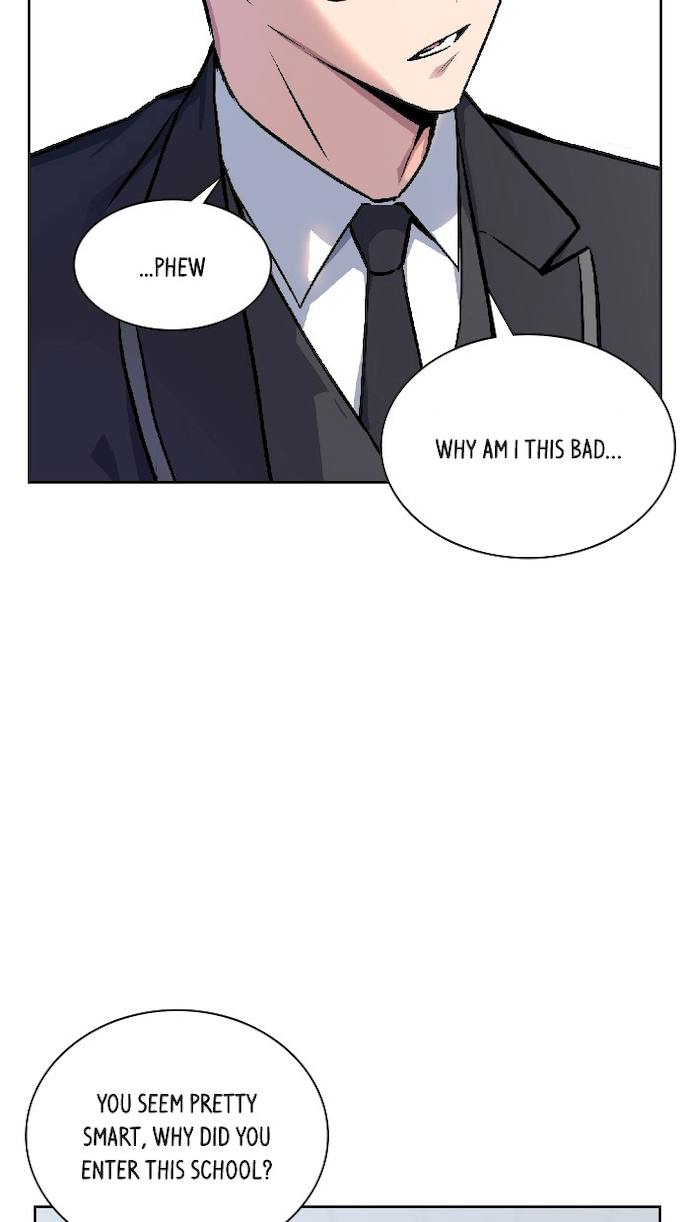 ...PHEW
WHY AM I THIS BAD...
YOU SEEM PRETTY
SMART, WHY DID YOU
ENTER THIS SCHOOL?